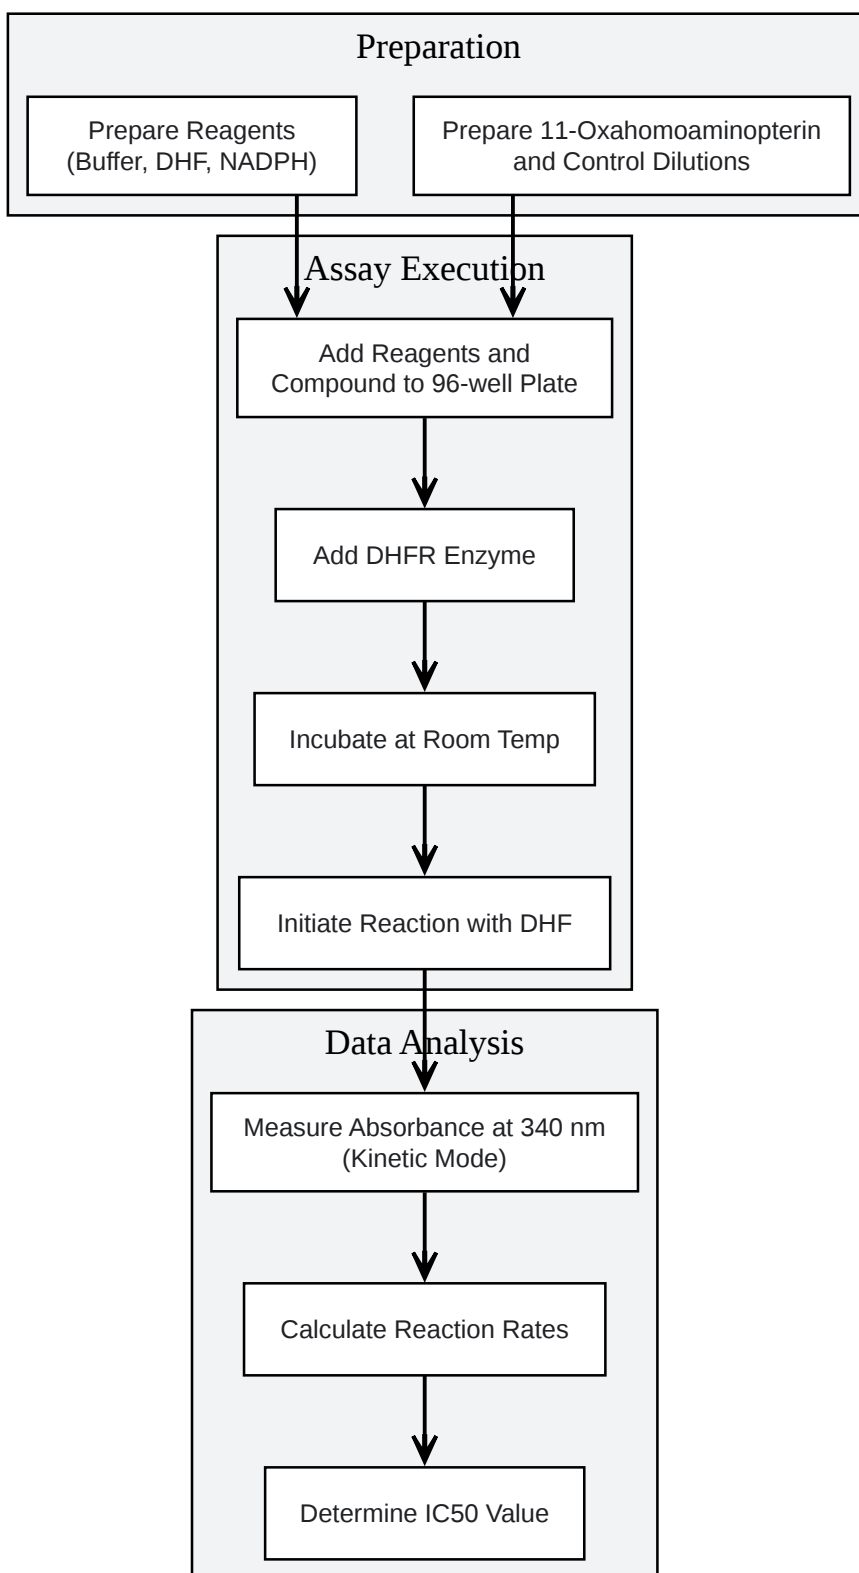 Preparation
Prepare Reagents
(Buffer, DHF, NADPH)
Prepare 11-Oxahomoaminopterin
and Control Dilutions
Assay Execution
Add Reagents and
Compound to 96-well Plate
Add DHFR Enzyme
Incubate at Room Temp
Initiate Reaction with DHF
Data Analysis
Measure Absorbance at 340 nm
(Kinetic Mode)
Calculate Reaction Rates
Determine IC50 Value